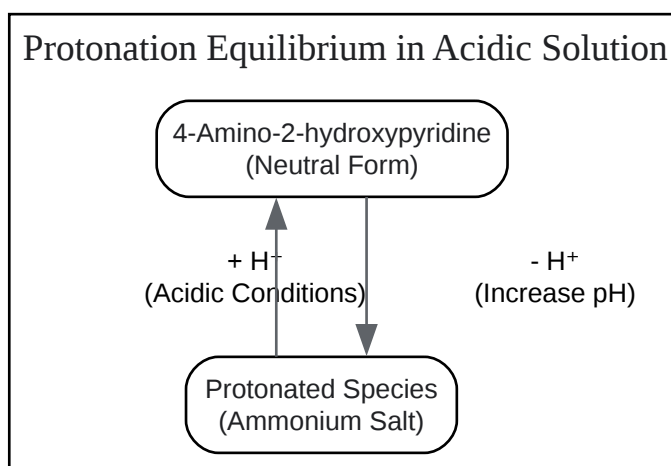 Protonation Equilibrium in Acidic Solution
4-Amino-2-hydroxypyridine
(Neutral Form)
+ H⁺
(Acidic Conditions)
- H⁺
(Increase pH)
Protonated Species
(Ammonium Salt)